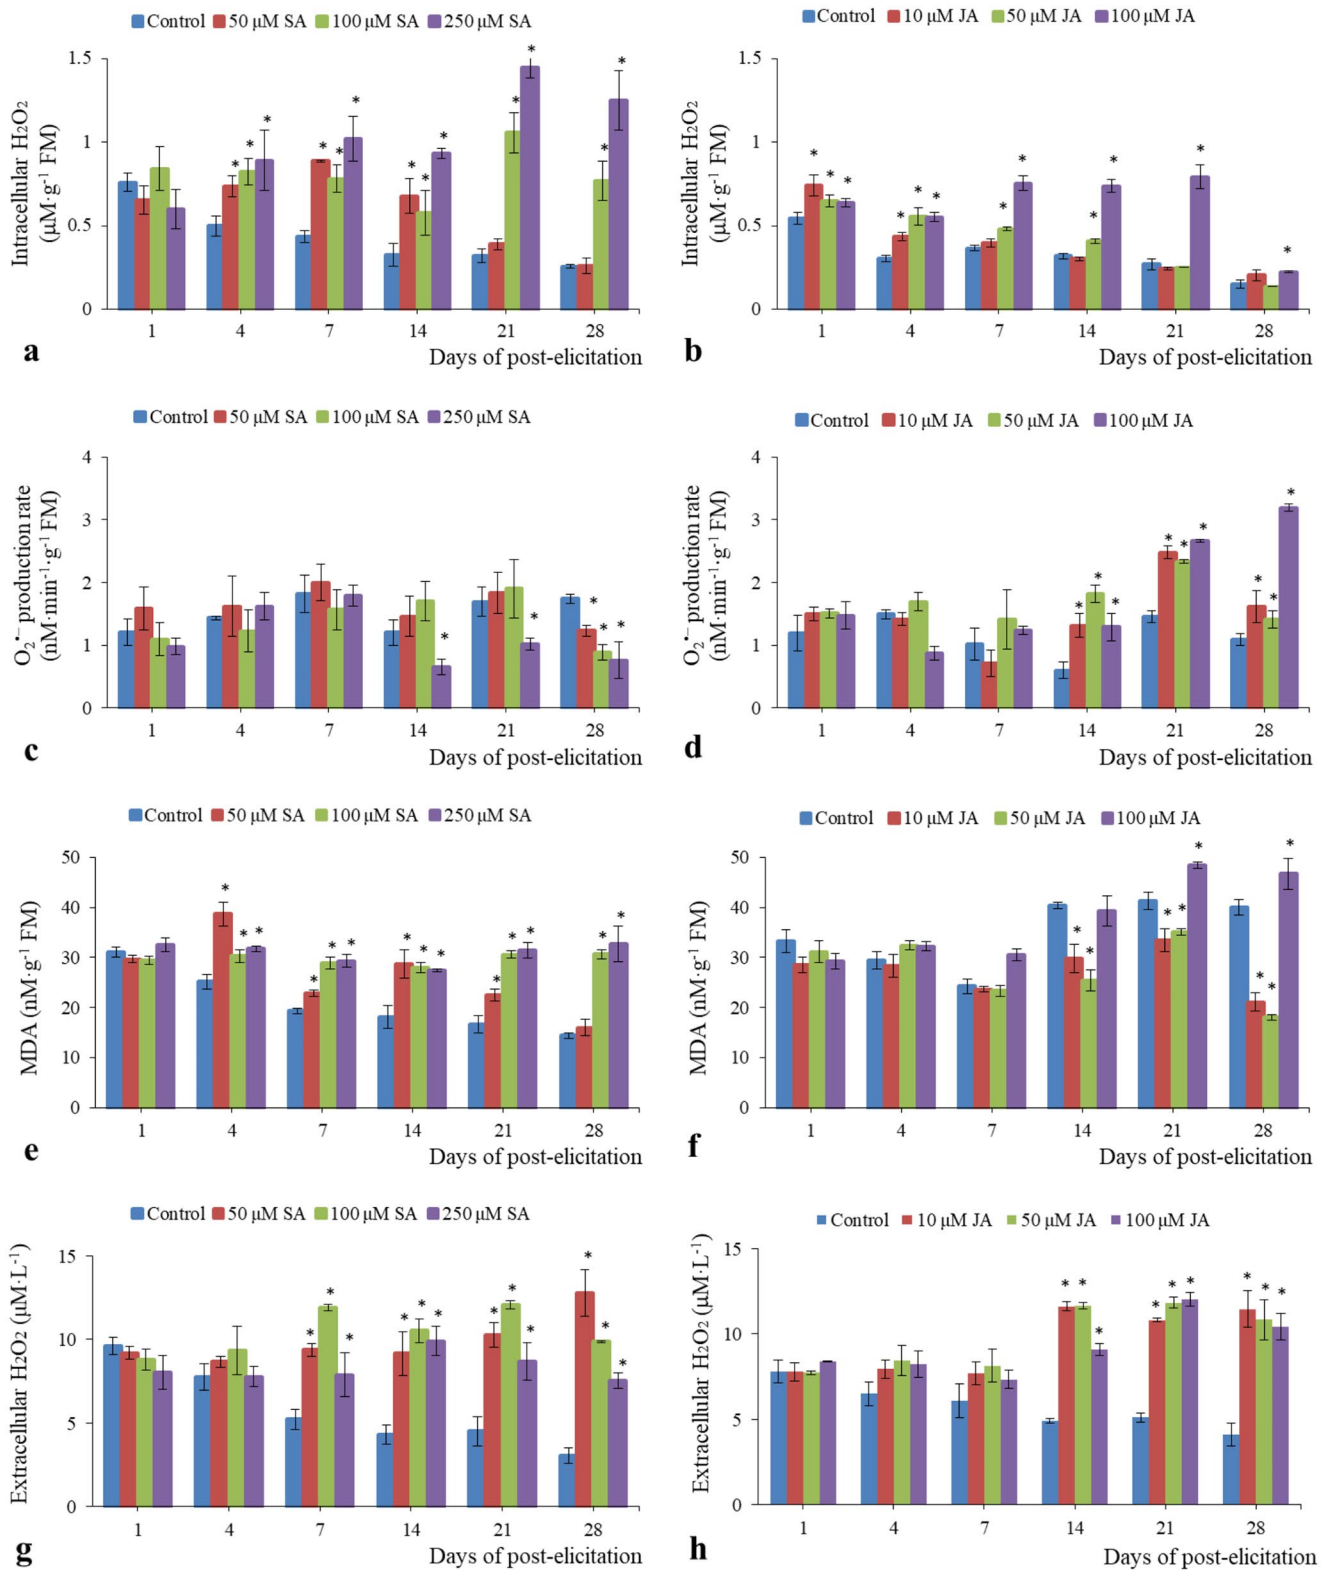 Control 50 µM SA 100 µM SA 250 µM SA
Intracellular H₂O₂
(µM·g⁻¹ FM)
1.5
1
0.5
0
1 4 7 14 21 28
* * * * * * * * * * * * * *
a
Days of post-elicitation
Control 10 µM JA 50 µM JA 100 µM JA
Intracellular H₂O₂
(µM·g⁻¹ FM)
1.5
1
0.5
0
1 4 7 14 21 28
* * * * * * * * * * * *
b
Days of post-elicitation
Control 50 µM SA 100 µM SA 250 µM SA
O₂•− production rate
(nM·min⁻¹·g⁻¹ FM)
4
3
2
1
0
1 4 7 14 21 28
* * * * *
c
Days of post-elicitation
Control 10 µM JA 50 µM JA 100 µM JA
O₂•− production rate
(nM·min⁻¹·g⁻¹ FM)
4
3
2
1
0
1 4 7 14 21 28
* * * * * * * * *
d
Days of post-elicitation
Control 50 µM SA 100 µM SA 250 µM SA
MDA (nM·g⁻¹ FM)
50
40
30
20
10
0
1 4 7 14 21 28
* * * * * * * * * * * * * *
e
Days of post-elicitation
Control 10 µM JA 50 µM JA 100 µM JA
MDA (nM·g⁻¹ FM)
50
40
30
20
10
0
1 4 7 14 21 28
* * * * * * * *
f
Days of post-elicitation
Control 50 µM SA 100 µM SA 250 µM SA
Extracellular H₂O₂ (µM·L⁻¹)
15
10
5
0
1 4 7 14 21 28
* * * * * * * * * * * *
g
Days of post-elicitation
Control 10 µM JA 50 µM JA 100 µM JA
Extracellular H₂O₂ (µM·L⁻¹)
15
10
5
0
1 4 7 14 21 28
* * * * * * * * *
h
Days of post-elicitation